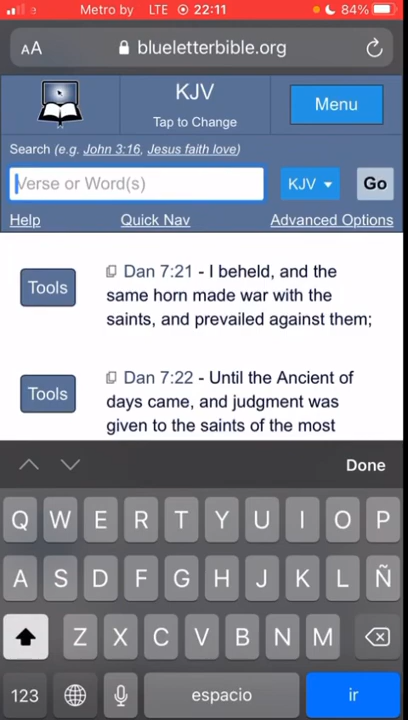 Metro by LTE 22:11 84%
AA blueletterbible.org
KJV
Tap to Change
Menu
Search (e.g. John 3:16, Jesus faith love)
Verse or Word(s) KJV Go
Help Quick Nav Advanced Options
Tools
Dan 7:21 - I beheld, and the
same horn made war with the
saints, and prevailed against them;
Tools
Dan 7:22 - Until the Ancient of
days came, and judgment was
given to the saints of the most
Done
Q W E R T Y U I O P
A S D F G H J K L Ñ
Z X C V B N M
123 espacio ir